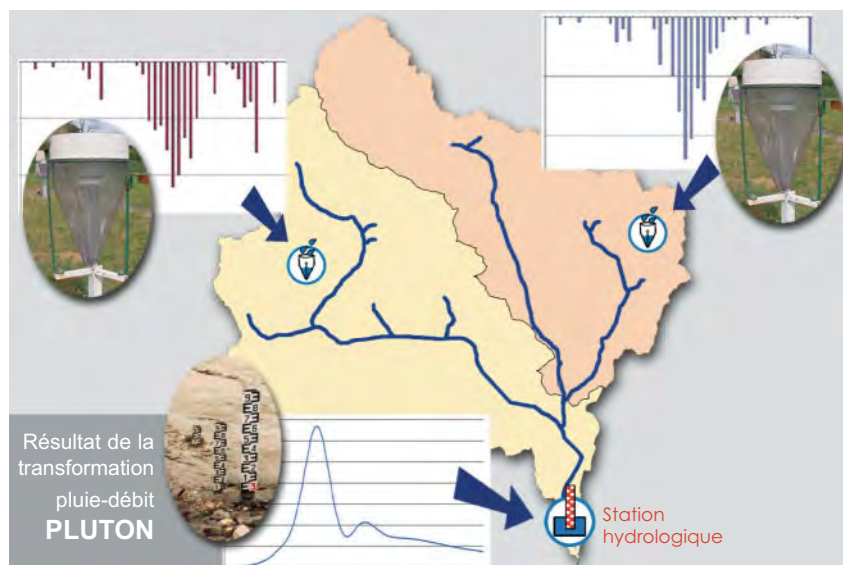 Résultat de la
transformation
pluie-débit
PLUTON
Station
hydrologique